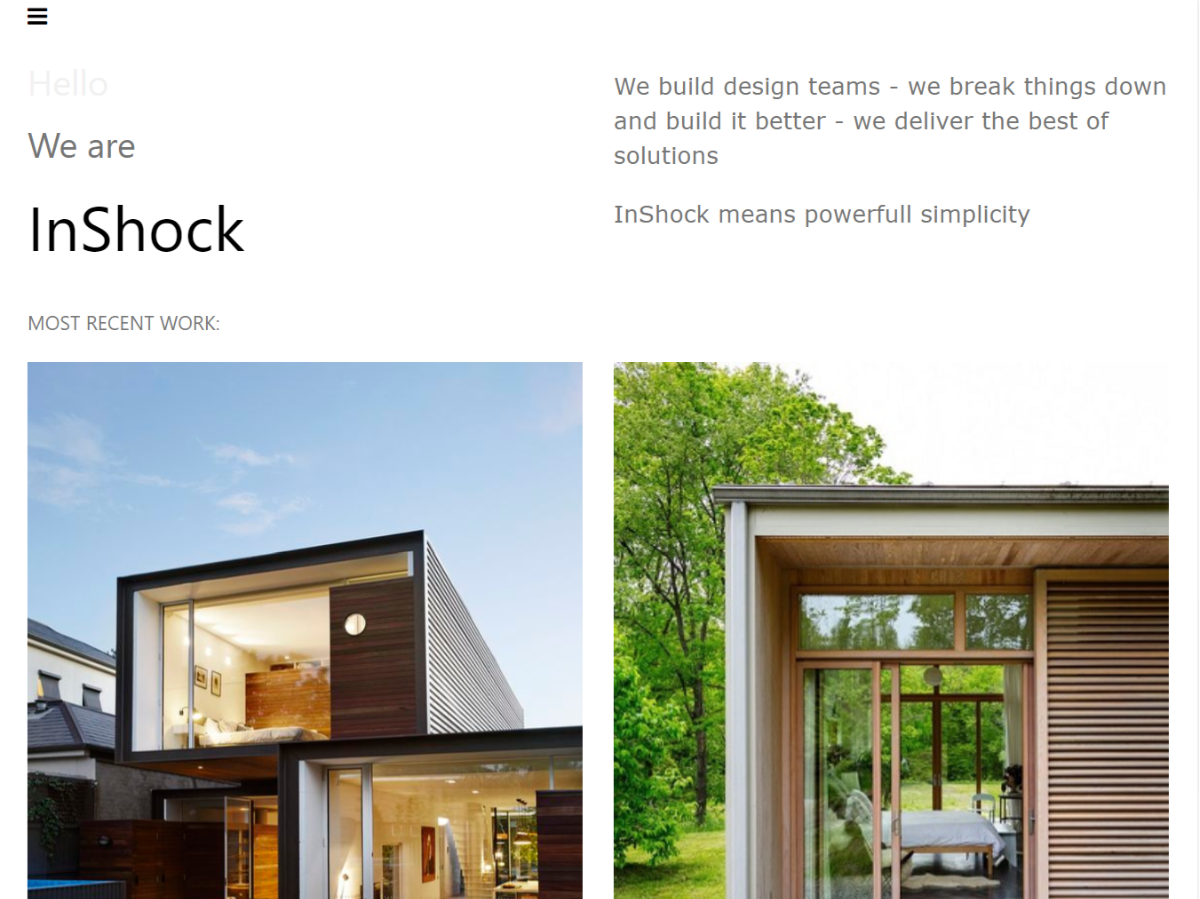 Hello
We are
InShock
We build design teams - we break things down
and build it better - we deliver the best of
solutions
InShock means powerfull simplicity
MOST RECENT WORK: